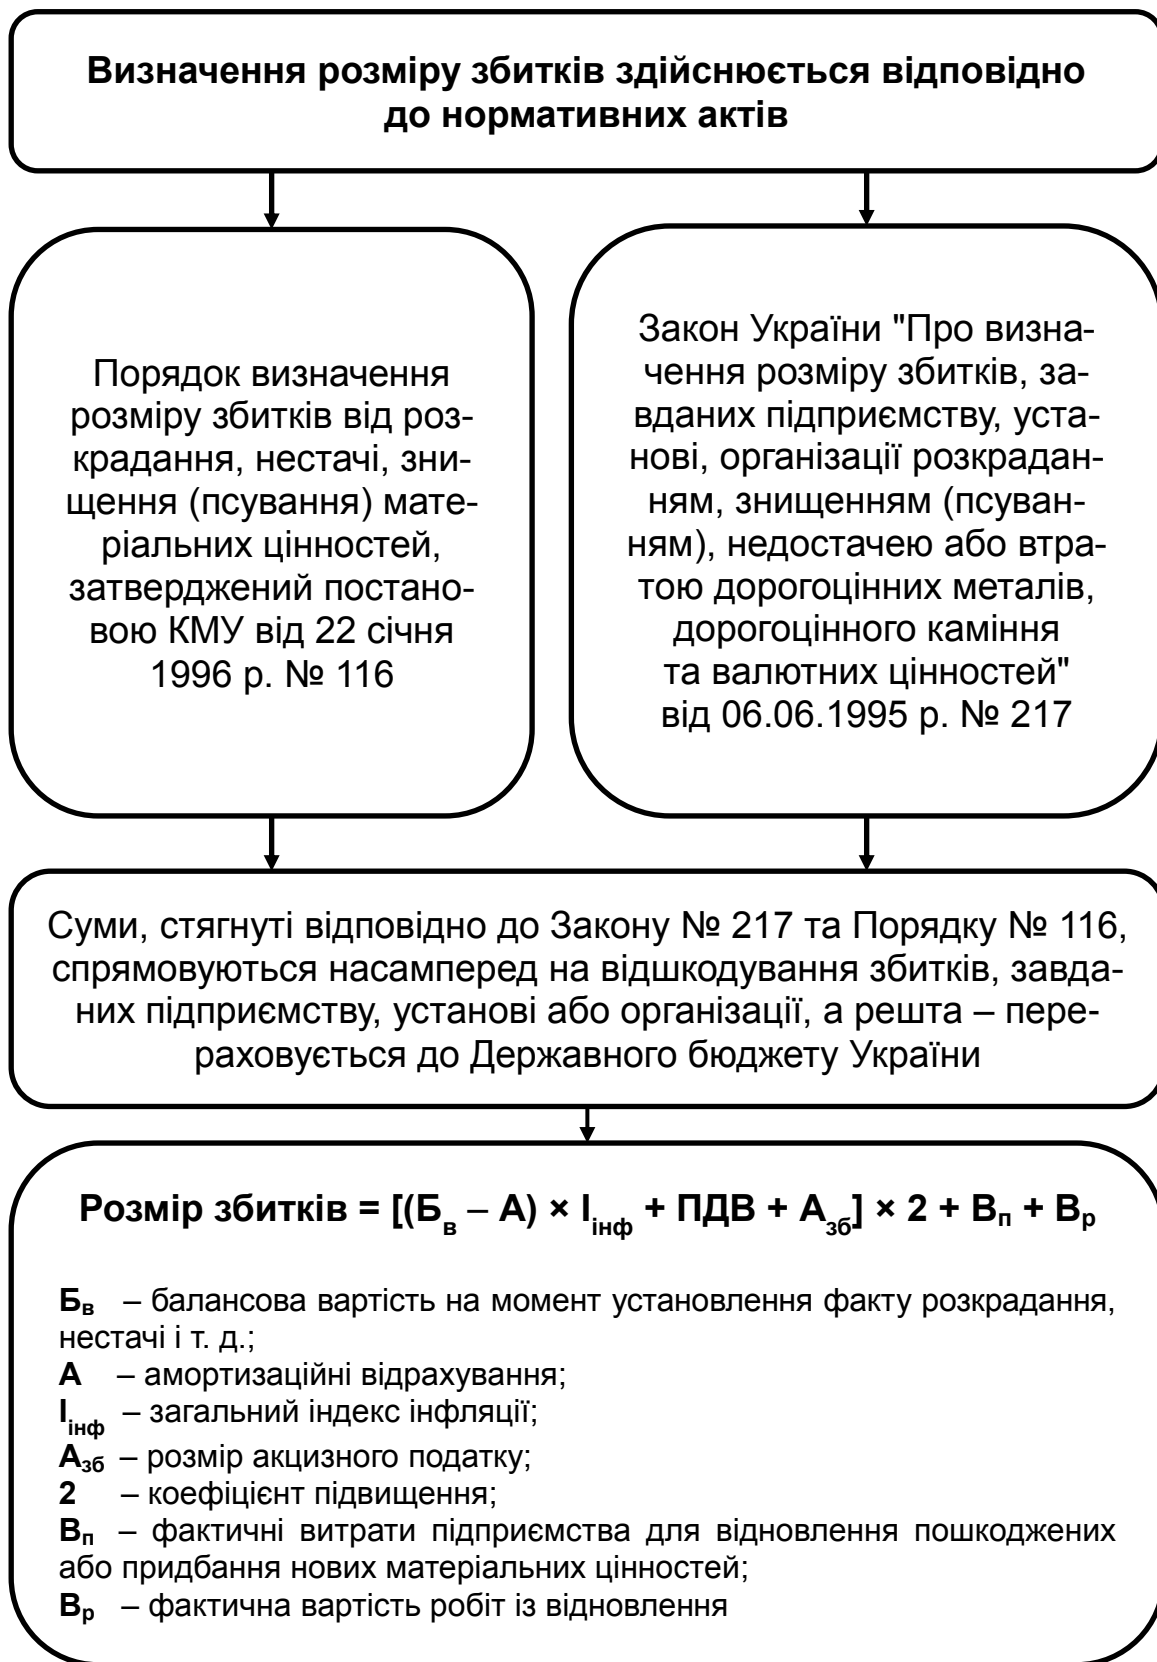 Визначення розміру збитків здійснюється відповідно
до нормативних актів
Порядок визначення
розміру збитків від роз-
крадання, нестачі, зни-
щення (псування) мате-
ріальних цінностей,
затверджений постано-
вою КМУ від 22 січня
1996 р. № 116
Закон України "Про визна-
чення розміру збитків, за-
вданих підприємству, уста-
нові, організації розкрадан-
ням, знищенням (псуван-
ням), недостачею або втра-
тою дорогоцінних металів,
дорогоцінного каміння
та валютних цінностей"
від 06.06.1995 р. № 217
Суми, стягнуті відповідно до Закону № 217 та Порядку № 116,
спрямовуються насамперед на відшкодування збитків, завда-
них підприємству, установі або організації, а решта – пере-
раховується до Державного бюджету України
Розмір збитків = [(Бв – А) × Іінф + ПДВ + Азб] × 2 + Вп + Вр
Бв – балансова вартість на момент установлення факту розкрадання,
нестачі і т. д.;
А – амортизаційні відрахування;
Іінф – загальний індекс інфляції;
Азб – розмір акцизного податку;
2 – коефіцієнт підвищення;
Вп – фактичні витрати підприємства для відновлення пошкоджених
або придбання нових матеріальних цінностей;
Вр – фактична вартість робіт із відновлення